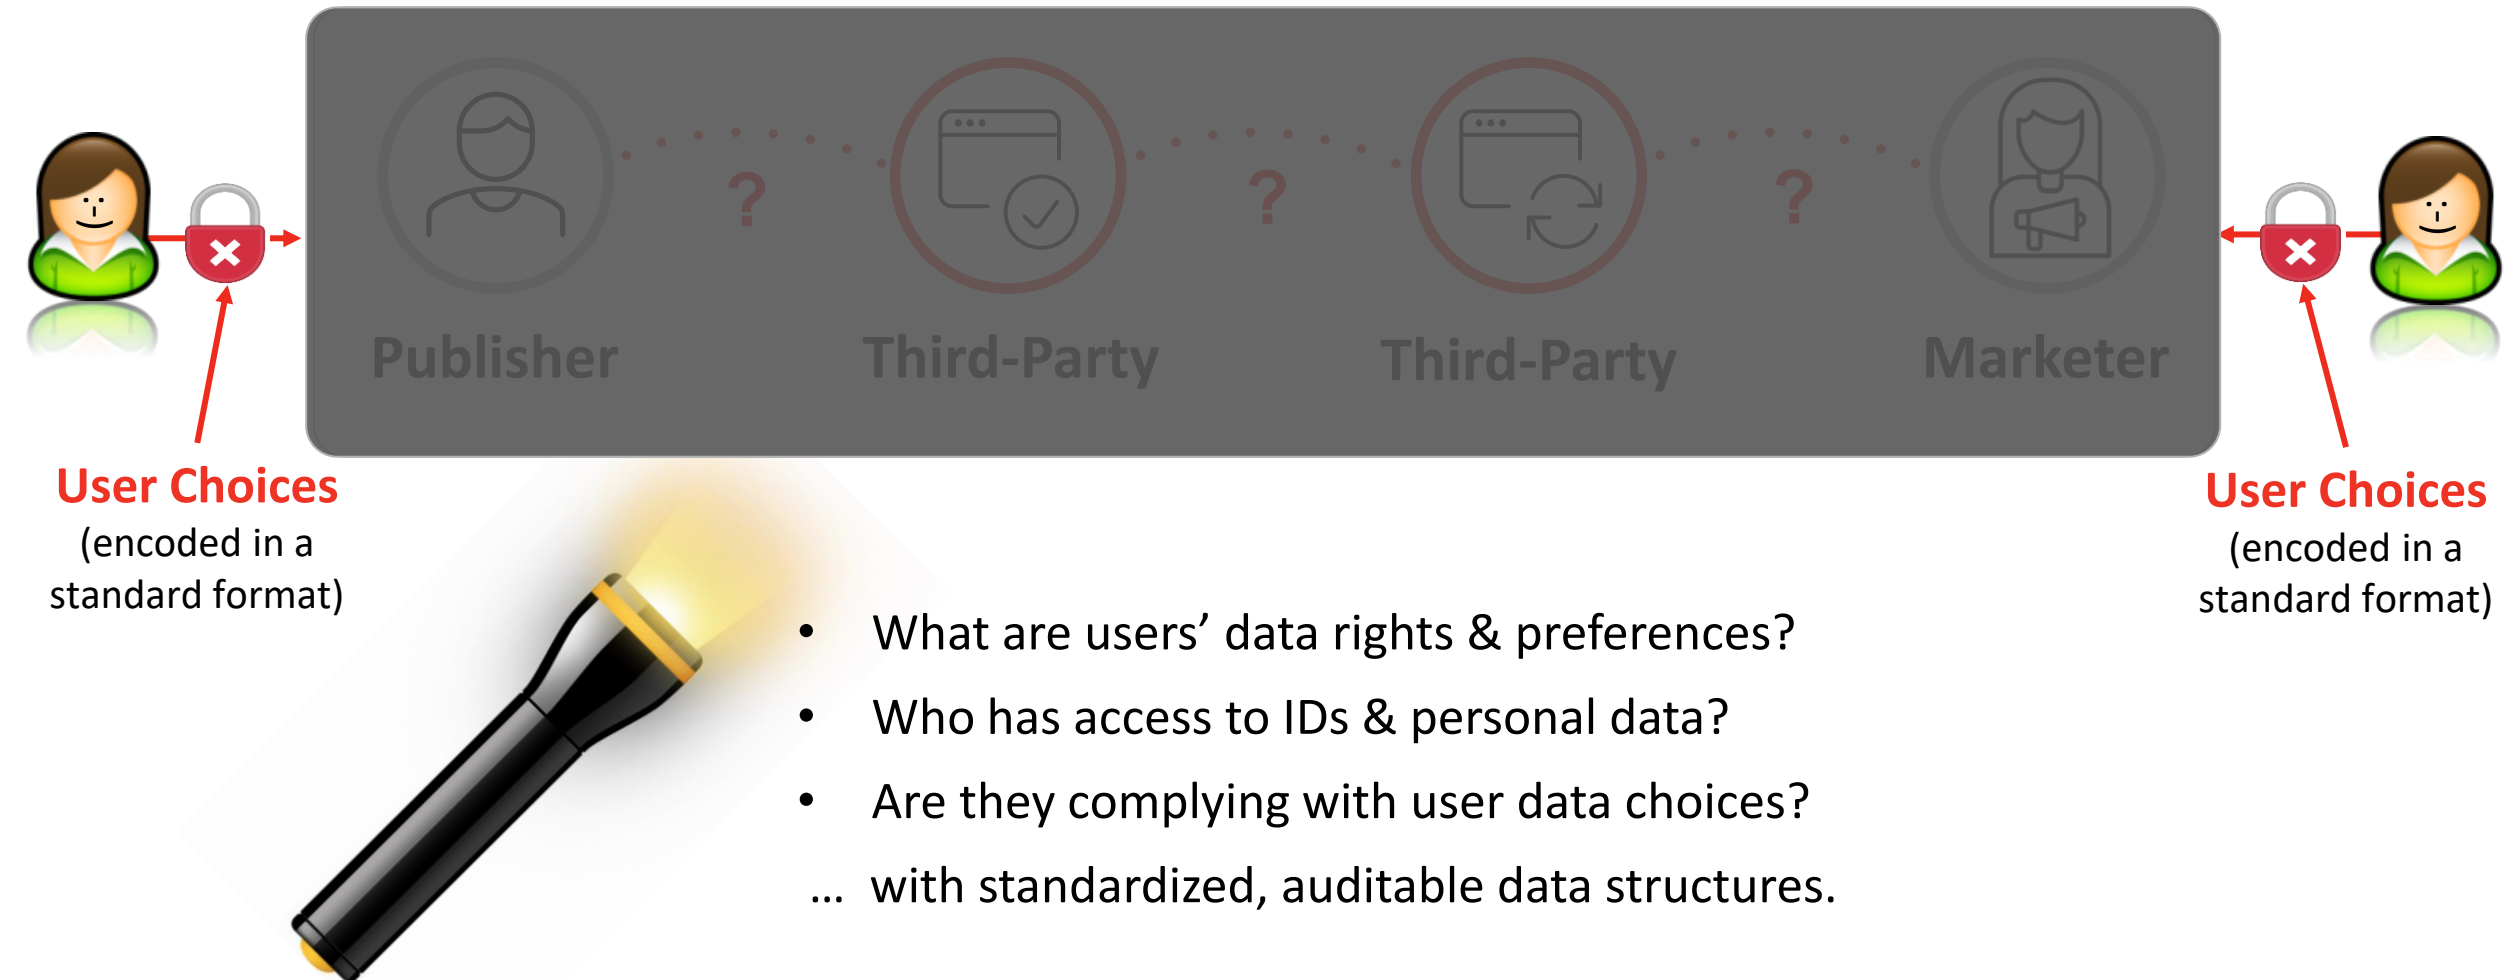 ?
?
?
Publisher
Third-Party
Third-Party
Marketer
User Choices
(encoded in a
standard format)
User Choices
(encoded in a
standard format)
• What are users’ data rights & preferences?
• Who has access to IDs & personal data?
• Are they complying with user data choices?
... with standardized, auditable data structures.